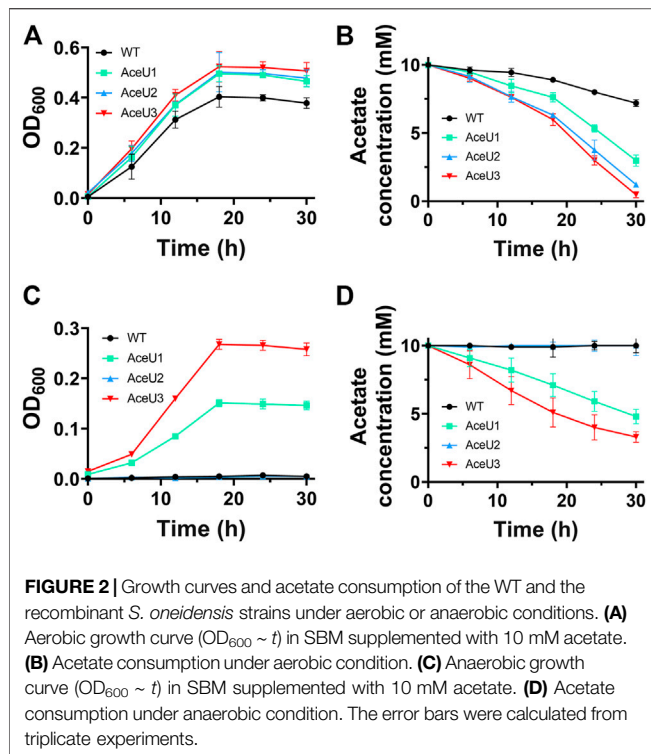 A
WT
AceU1
AceU2
AceU3
OD600
0.6
0.4
0.2
0.0
0 10 20 30
Time (h)
B
Acetate
concentration (mM)
10
5
0
WT
AceU1
AceU2
AceU3
0 10 20 30
Time (h)
C
WT
AceU1
AceU2
AceU3
OD600
0.3
0.2
0.1
0.0
0 10 20 30
Time (h)
D
Acetate
concentration (mM)
10
5
0
WT
AceU1
AceU2
AceU3
0 10 20 30
Time (h)
FIGURE 2 | Growth curves and acetate consumption of the WT and the
recombinant S. oneidensis strains under aerobic or anaerobic conditions. (A)
Aerobic growth curve (OD600 ~ t) in SBM supplemented with 10 mM acetate.
(B) Acetate consumption under aerobic condition. (C) Anaerobic growth
curve (OD600 ~ t) in SBM supplemented with 10 mM acetate. (D) Acetate
consumption under anaerobic condition. The error bars were calculated from
triplicate experiments.